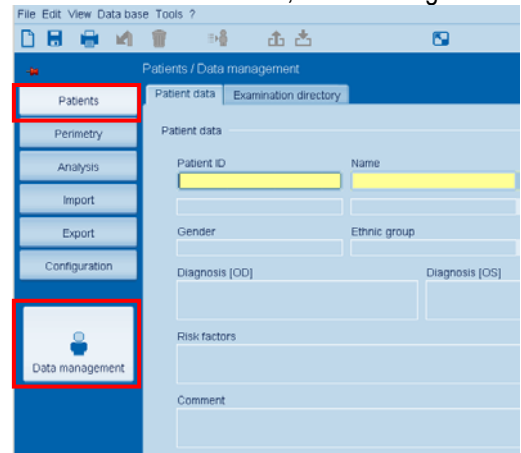 File Edit View Data base Tools ?
Patients / Data management
Patients
Patient data Examination directory
Perimetry
Patient data
Analysis
Patient ID Name
Import
Export
Gender Ethnic group
Configuration
Diagnosis [OD] Diagnosis [OS]
Risk factors
Data management
Comment